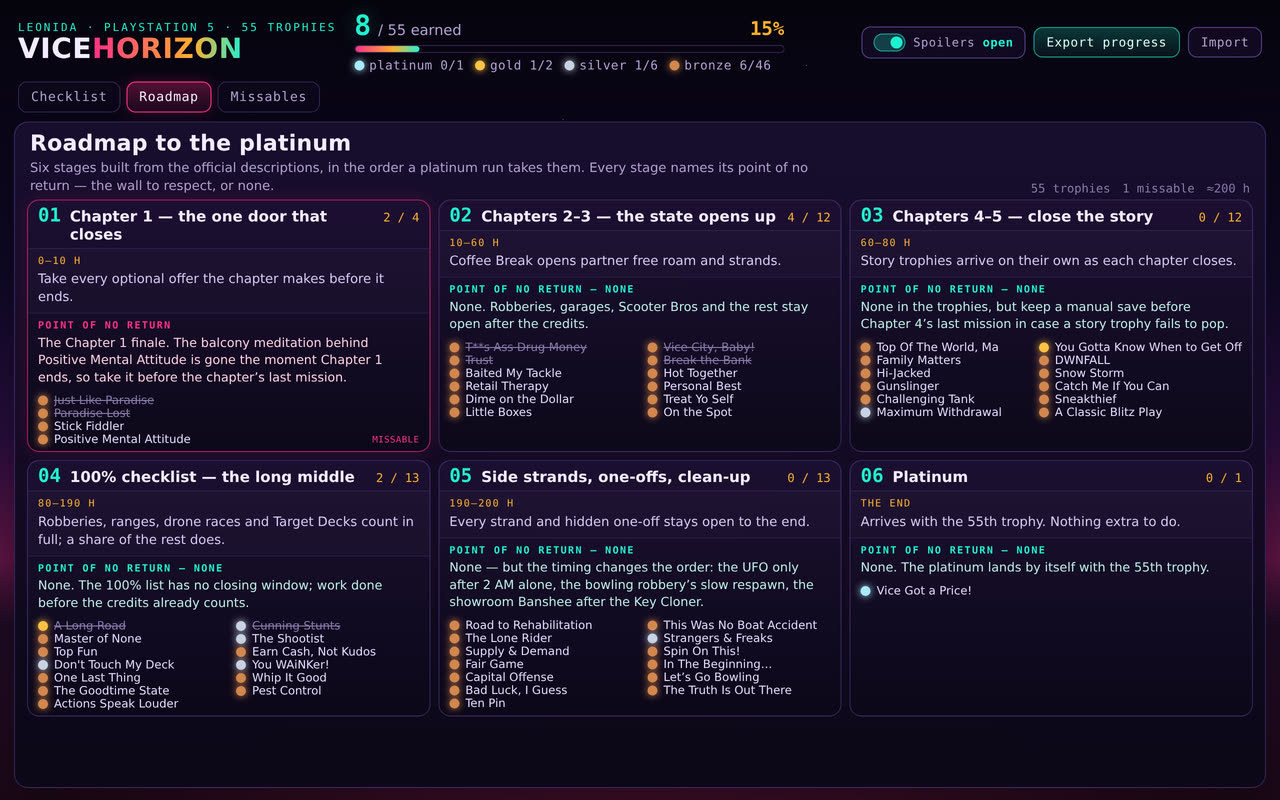 LEONIDA · PLAYSTATION 5 · 55 TROPHIES
VICEHORIZON
8 / 55 earned
15%
platinum 0/1 gold 1/2 silver 1/6 bronze 6/46
Spoilers open
Export progress
Import
Checklist
Roadmap
Missables
Roadmap to the platinum
Six stages built from the official descriptions, in the order a platinum run takes them. Every stage names its point of no
return — the wall to respect, or none.
55 trophies 1 missable ≈200 h
01 Chapter 1 — the one door that
closes
2 / 4
0–10 H
Take every optional offer the chapter makes before it
ends.
POINT OF NO RETURN
The Chapter 1 finale. The balcony meditation behind
Positive Mental Attitude is gone the moment Chapter 1
ends, so take it before the chapter’s last mission.
Just Like Paradise
Paradise Lost
Stick Fiddler
Positive Mental Attitude
MISSABLE
02 Chapters 2–3 — the state opens up
4 / 12
10–60 H
Coffee Break opens partner free roam and strands.
POINT OF NO RETURN — NONE
None. Robberies, garages, Scooter Bros and the rest stay
open after the credits.
T**s Ass Drug Money
Vice City, Baby!
Trust
Break the Bank
Baited My Tackle
Hot Together
Retail Therapy
Personal Best
Dime on the Dollar
Treat Yo Self
Little Boxes
On the Spot
03 Chapters 4–5 — close the story
0 / 12
60–80 H
Story trophies arrive on their own as each chapter closes.
POINT OF NO RETURN — NONE
None in the trophies, but keep a manual save before
Chapter 4’s last mission in case a story trophy fails to pop.
Top Of The World, Ma
You Gotta Know When to Get Off
Family Matters
DWNFALL
Hi-Jacked
Snow Storm
Gunslinger
Catch Me If You Can
Challenging Tank
Sneakthief
Maximum Withdrawal
A Classic Blitz Play
04 100% checklist — the long middle
2 / 13
80–190 H
Robberies, ranges, drone races and Target Decks count in
full; a share of the rest does.
POINT OF NO RETURN — NONE
None. The 100% list has no closing window; work done
before the credits already counts.
A Long Road
Cunning Stunts
Master of None
The Shootist
Top Fun
Earn Cash, Not Kudos
Don't Touch My Deck
You WAiNKer!
One Last Thing
Whip It Good
The Goodtime State
Pest Control
Actions Speak Louder
05 Side strands, one-offs, clean-up
0 / 13
190–200 H
Every strand and hidden one-off stays open to the end.
POINT OF NO RETURN — NONE
None — but the timing changes the order: the UFO only
after 2 AM alone, the bowling robbery’s slow respawn, the
showroom Banshee after the Key Cloner.
Road to Rehabilitation
This Was No Boat Accident
The Lone Rider
Strangers & Freaks
Supply & Demand
Spin On This!
Fair Game
In The Beginning…
Capital Offense
Let’s Go Bowling
Bad Luck, I Guess
The Truth Is Out There
Ten Pin
06 Platinum
0 / 1
THE END
Arrives with the 55th trophy. Nothing extra to do.
POINT OF NO RETURN — NONE
None. The platinum lands by itself with the 55th trophy.
Vice Got a Price!